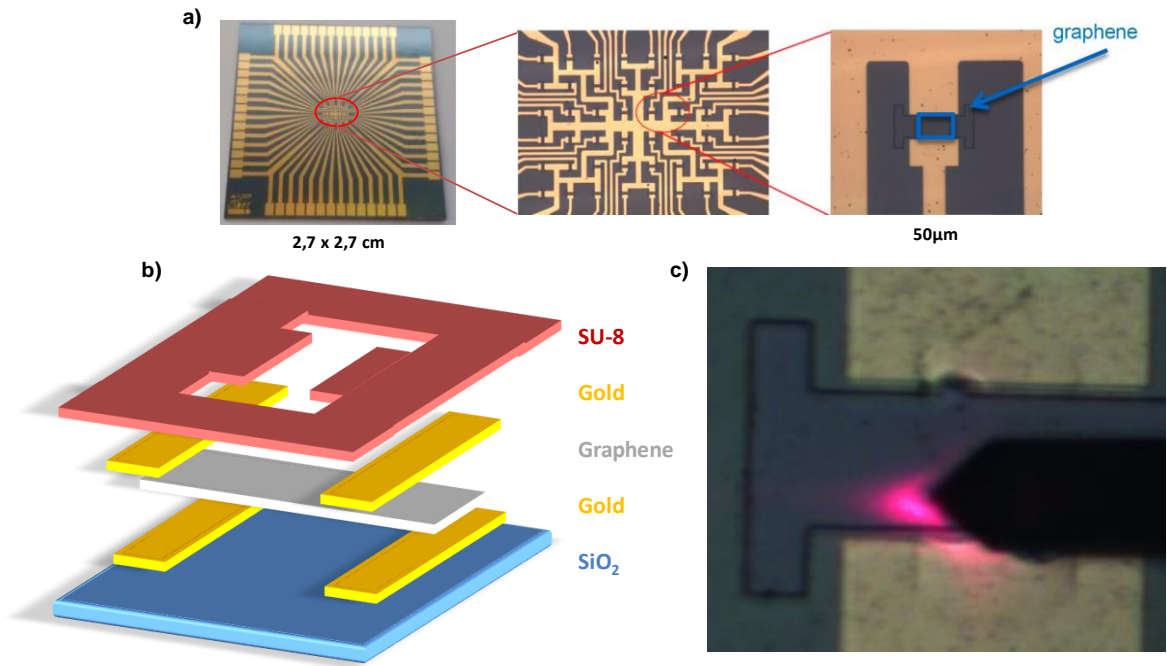 a)
graphene
2,7 x 2,7 cm
50µm
b)
c)
SU-8
Gold
Graphene
Gold
SiO₂